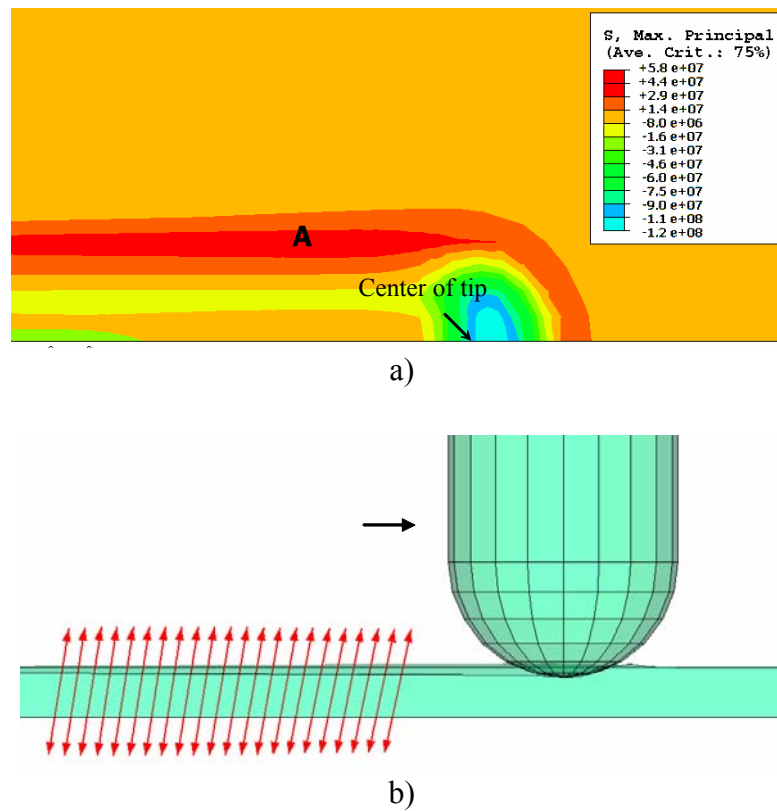 S, Max. Principal
(Ave. Crit.: 75%)
+5.8 e+07
+4.4 e+07
+2.9 e+07
+1.4 e+07
-8.0 e+06
-1.6 e+07
-3.1 e+07
-4.6 e+07
-6.0 e+07
-7.5 e+07
-9.0 e+07
-1.1 e+08
-1.2 e+08
A
Center of tip
a)
b)